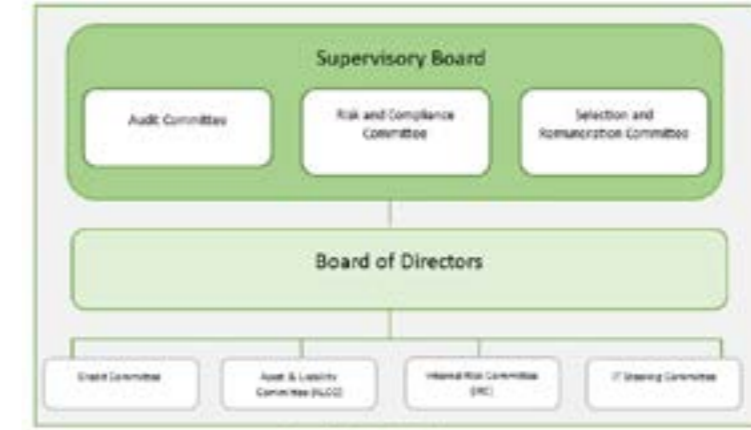 Supervisory Board
Audit Committee
Risk and Compliance
Committee
Selection and
Remuneration Committee
Board of Directors
Credit Committee
Asset & Liability
Committee (ALCO)
Internal Risk Committee
(IRC)
IT Steering Committee